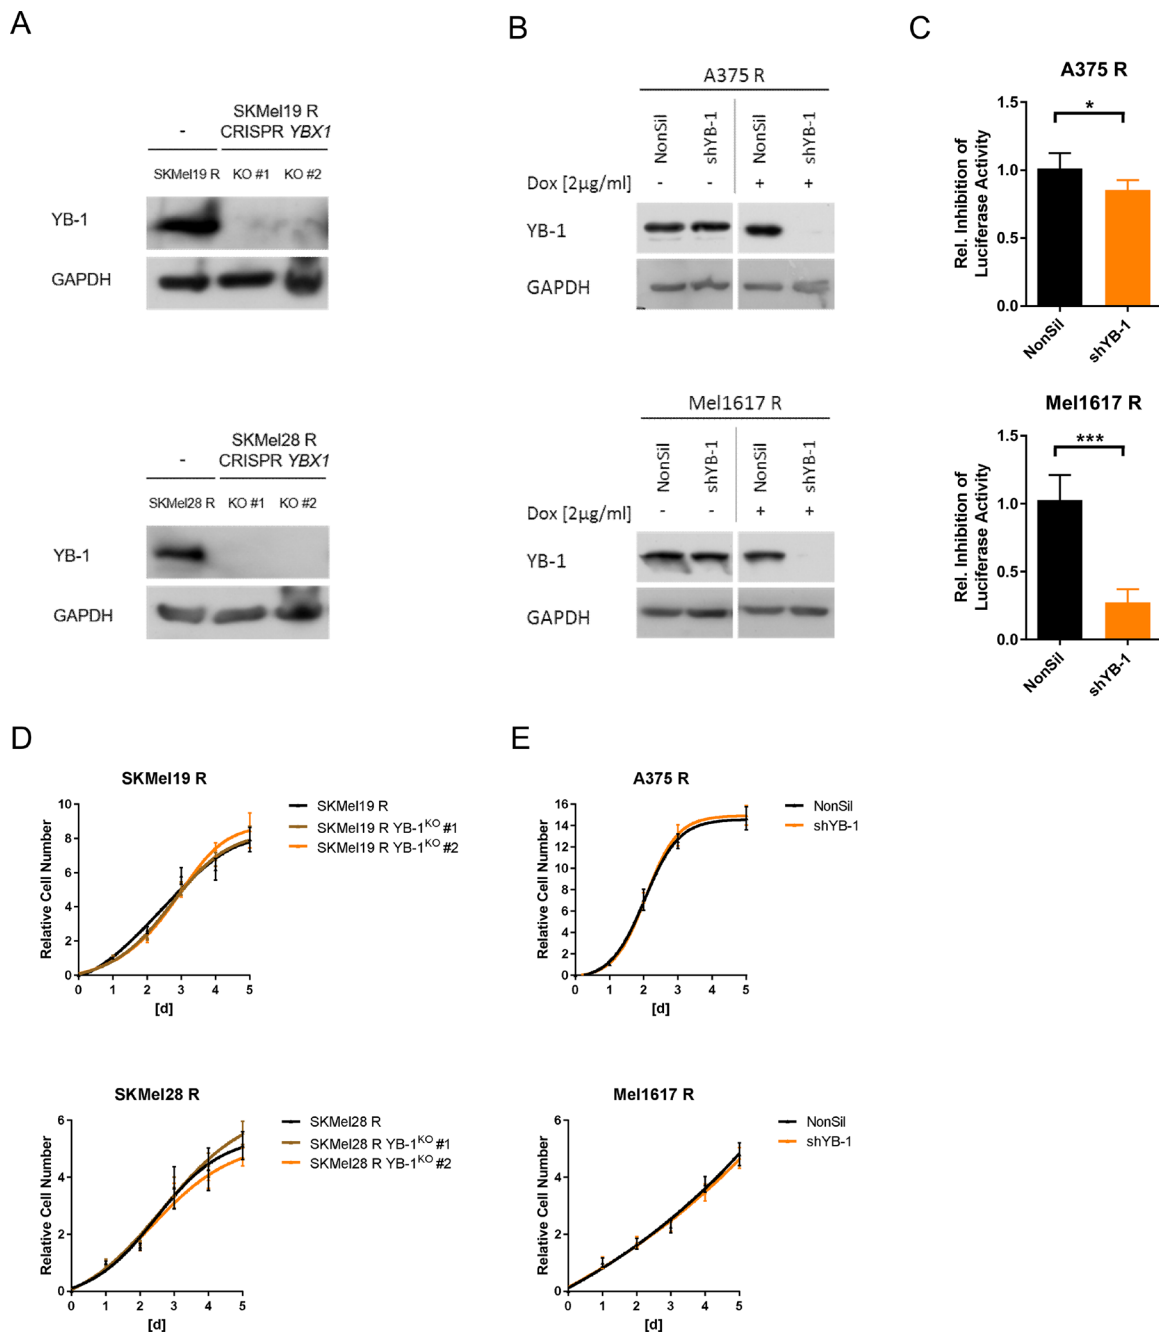 A
SKMel19 R
- CRISPR YBX1
SKMel19 R KO #1 KO #2
YB-1
GAPDH
SKMel28 R
- CRISPR YBX1
SKMel28 R KO #1 KO #2
YB-1
GAPDH
B
A375 R
NonSil shYB-1 NonSil shYB-1
Dox [2µg/ml] - - + +
YB-1
GAPDH
Mel1617 R
NonSil shYB-1 NonSil shYB-1
Dox [2µg/ml] - - + +
YB-1
GAPDH
C
A375 R
Rel. Inhibition of
Luciferase Activity
1.5
1.0
0.5
0.0
*
NonSil shYB-1
Mel1617 R
Rel. Inhibition of
Luciferase Activity
1.5
1.0
0.5
0.0
***
NonSil shYB-1
D
SKMel19 R
Relative Cell Number
10
8
6
4
2
0
0 1 2 3 4 5
[d]
SKMel19 R
SKMel19 R YB-1KO #1
SKMel19 R YB-1KO #2
SKMel28 R
Relative Cell Number
6
4
2
0
0 1 2 3 4 5
[d]
SKMel28 R
SKMel28 R YB-1KO #1
SKMel28 R YB-1KO #2
E
A375 R
Relative Cell Number
16
14
12
10
8
6
4
2
0
0 1 2 3 4 5
[d]
NonSil
shYB-1
Mel1617 R
Relative Cell Number
6
4
2
0
0 1 2 3 4 5
[d]
NonSil
shYB-1